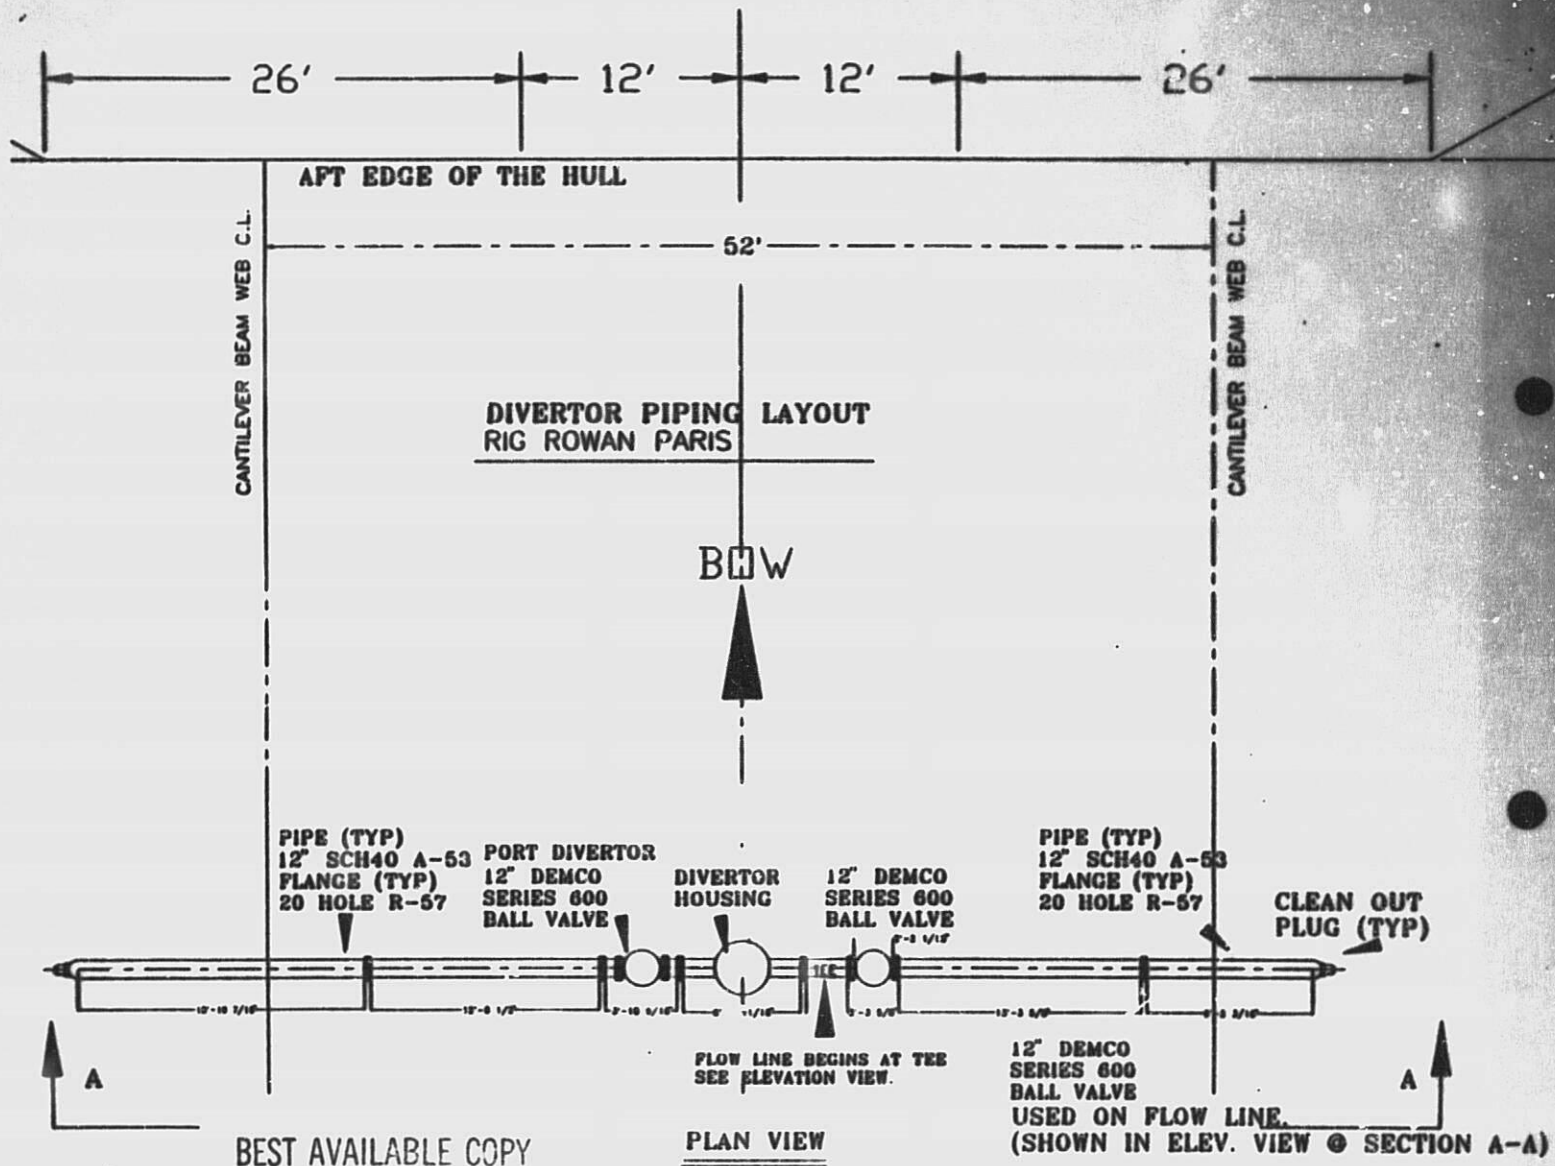 26' 12' 12' 26'
AFT EDGE OF THE HULL
52'
CANTILEVER BEAM WEB C.L.
CANTILEVER BEAM WEB C.L.
DIVERTOR PIPING LAYOUT
RIG ROWAN PARIS
BOW
PIPE (TYP)
12" SCH40 A-53
FLANGE (TYP)
20 HOLE R-57
PORT DIVERTOR
12" DEMCO
SERIES 600
BALL VALVE
DIVERTOR
HOUSING
12" DEMCO
SERIES 600
BALL VALVE
PIPE (TYP)
12" SCH40 A-53
FLANGE (TYP)
20 HOLE R-57
CLEAN OUT
PLUG (TYP)
FLOW LINE BEGINS AT TEE
SEE ELEVATION VIEW.
12" DEMCO
SERIES 600
BALL VALVE
USED ON FLOW LINE.
(SHOWN IN ELEV. VIEW @ SECTION A-A)
A
A
BEST AVAILABLE COPY
PLAN VIEW